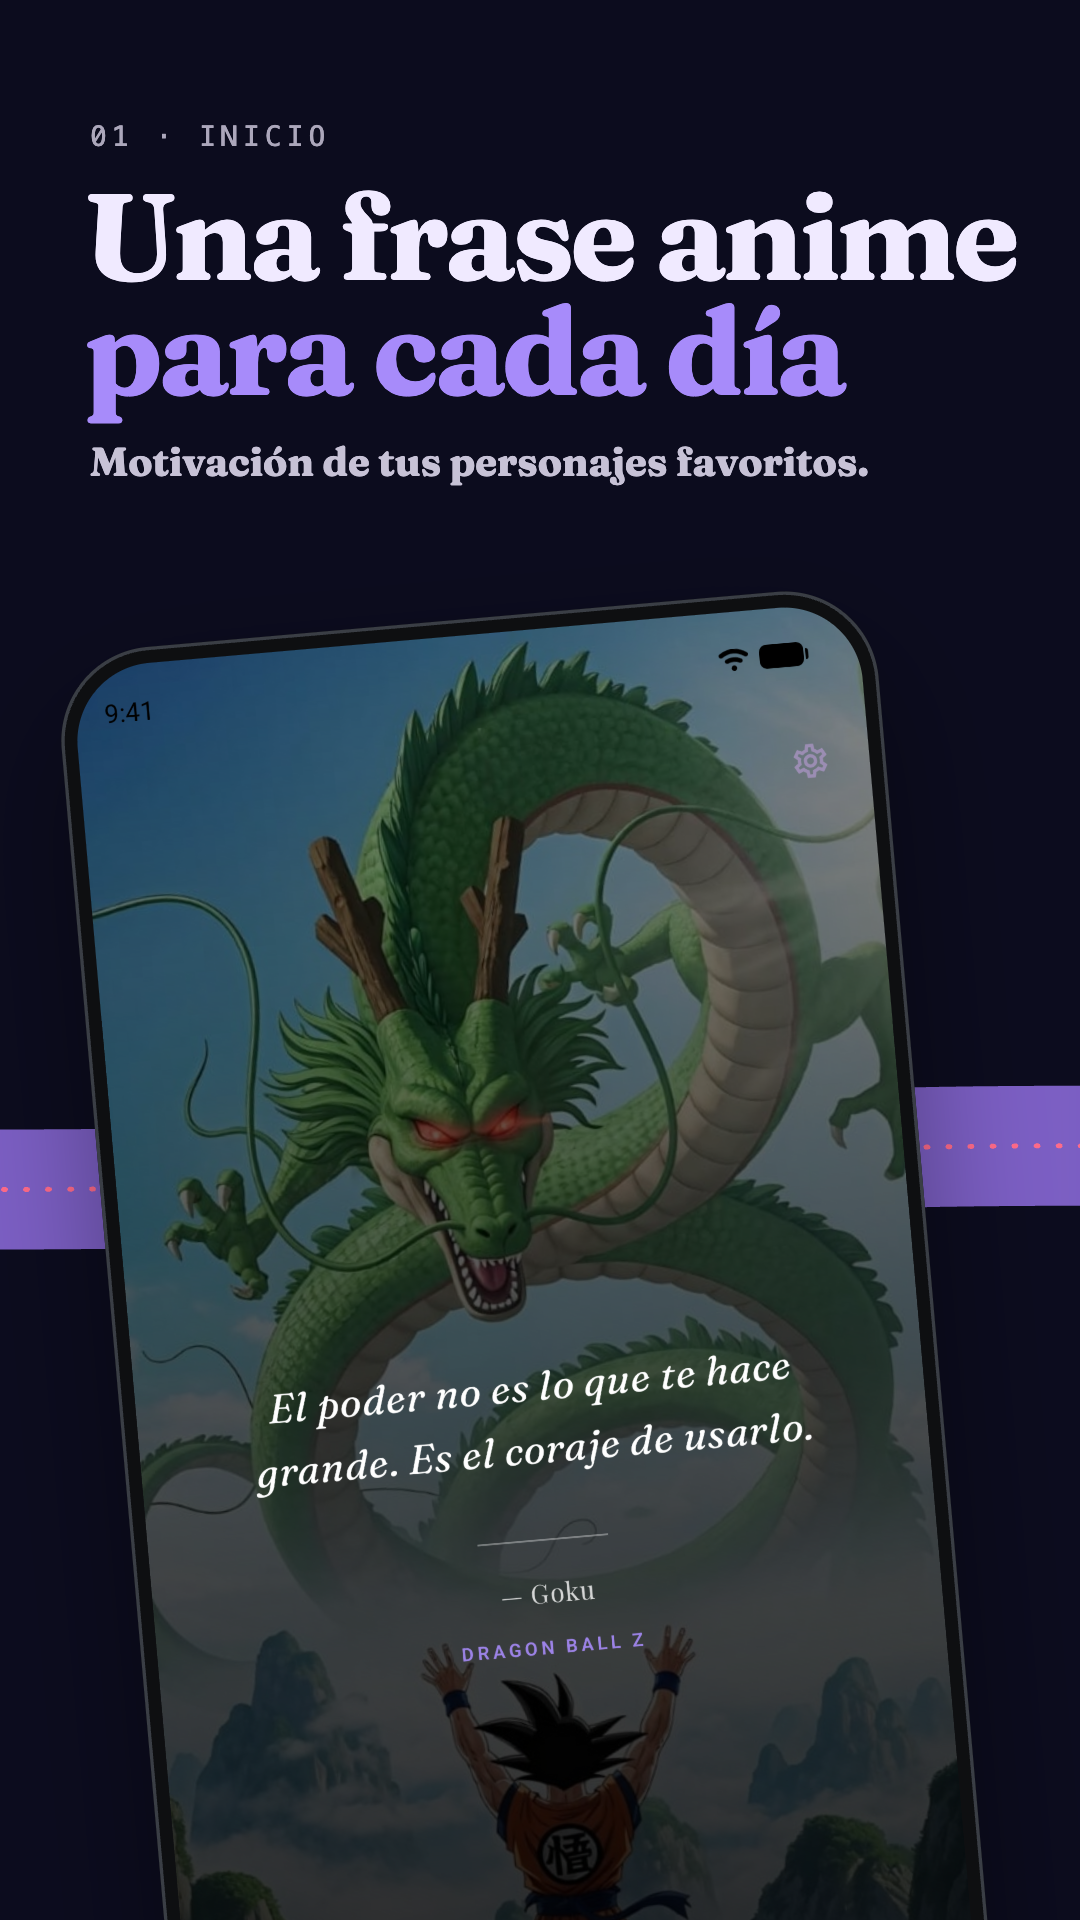 01 · INICIO
Una frase anime
para cada día
Motivación de tus personajes favoritos.
9:41
El poder no es lo que te hace
grande. Es el coraje de usarlo.
— Goku
DRAGON BALL Z
悟